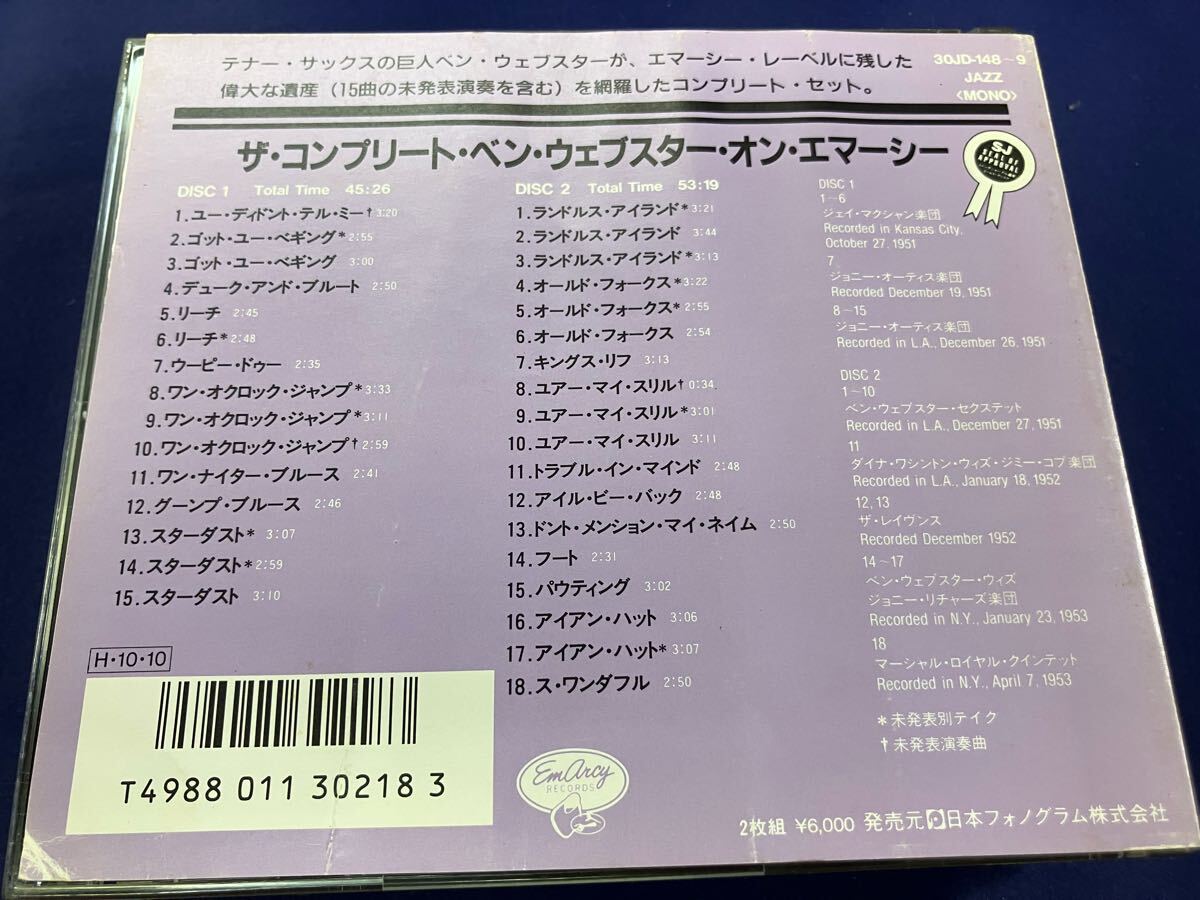 テナー・サックスの巨人ベン・ウェブスターが、エマーシー・レーベルに残した
偉大な遺産(15曲の未発表演奏を含む)を網羅したコンプリート・セット。
30JD-148~9
JAZZ
〈MONO〉
ザ・コンプリート・ベン・ウェブスター・オン・エマーシー
SJ
SEAL OF
APPROVAL
DISC 1 Total Time 45:26
1.ユー・ディドント・テル・ミー† 3:20
2.ゴット・ユー・ベギング* 2:55
3.ゴット・ユー・ベギング 3:00
4.デューク・アンド・ブルート 2:50
5.リーチ 2:45
6.リーチ* 2:48
7.ウーピー・ドゥー 2:35
8.ワン・オクロック・ジャンプ* 3:33
9.ワン・オクロック・ジャンプ* 3:11
10.ワン・オクロック・ジャンプ† 2:59
11.ワン・ナイター・ブルース 2:41
12.グーンプ・ブルース 2:46
13.スターダスト* 3:07
14.スターダスト* 2:59
15.スターダスト 3:10
DISC 2 Total Time 53:19
1.ランドルス・アイランド* 3:21
2.ランドルス・アイランド 3:44
3.ランドルス・アイランド* 3:13
4.オールド・フォークス* 3:22
5.オールド・フォークス* 2:55
6.オールド・フォークス 2:54
7.キングス・リフ 3:13
8.ユアー・マイ・スリル† 0:34
9.ユアー・マイ・スリル* 3:01
10.ユアー・マイ・スリル 3:11
11.トラブル・イン・マインド 2:48
12.アイル・ビー・バック 2:48
13.ドント・メンション・マイ・ネイム 2:50
14.フート 2:31
15.パウティング 3:02
16.アイアン・ハット 3:06
17.アイアン・ハット* 3:07
18.ス・ワンダフル 2:50
DISC 1
1~6
ジェイ・マクシャン楽団
Recorded in Kansas City,
October 27, 1951
7
ジョニー・オーティス楽団
Recorded December 19, 1951
8~15
ジョニー・オーティス楽団
Recorded in L.A., December 26, 1951
DISC 2
1~10
ベン・ウェブスター・セクステット
Recorded in L.A., December 27, 1951
11
ダイナ・ワシントン・ウィズ・ジミー・コブ楽団
Recorded in L.A., January 18, 1952
12, 13
ザ・レイヴンス
Recorded December 1952
14~17
ベン・ウェブスター・ウィズ
ジョニー・リチャーズ楽団
Recorded in N.Y., January 23, 1953
18
マーシャル・ロイヤル・クインテット
Recorded in N.Y., April 7, 1953
*未発表別テイク
†未発表演奏曲
H・10・10
T4988 011 30218 3
EmArcy
RECORDS
2枚組 ¥6,000 発売元 日本フォノグラム株式会社